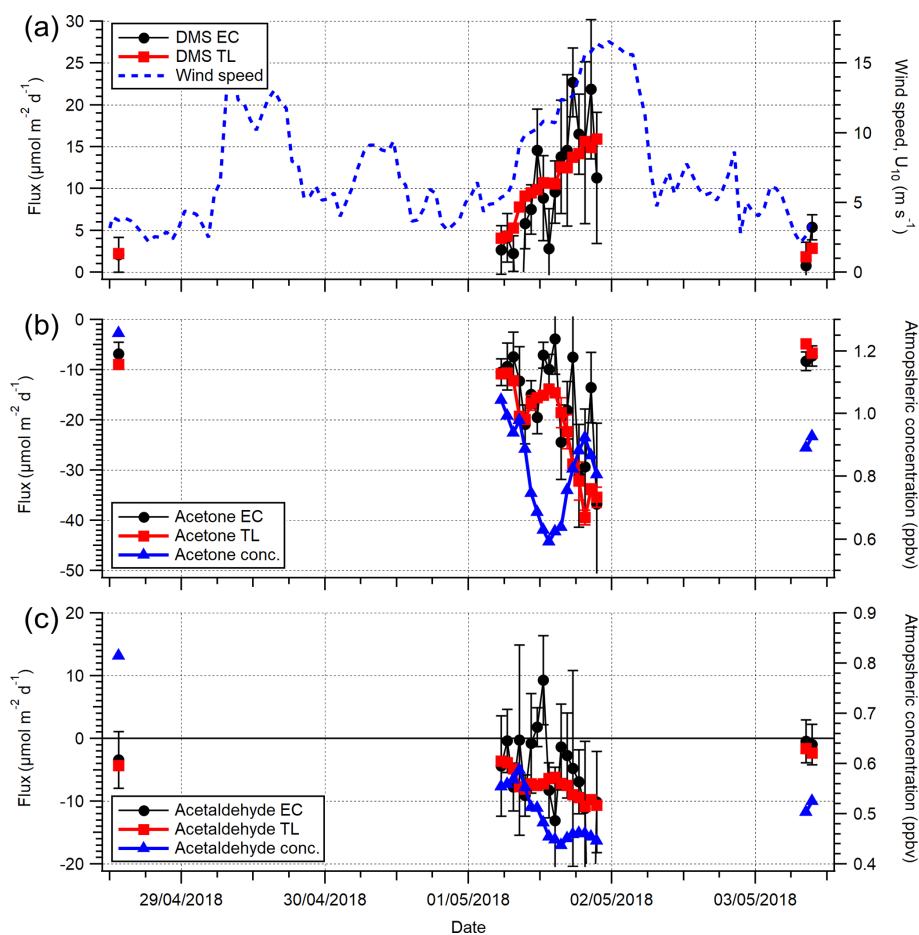 (a)
30
25
20
15
10
5
0
Flux (µmol m⁻² d⁻¹)
DMS EC
DMS TL
Wind speed
15
10
5
0
Wind speed, U₁₀ (m s⁻¹)
(b)
0
-10
-20
-30
-40
-50
Flux (µmol m⁻² d⁻¹)
Acetone EC
Acetone TL
Acetone conc.
1.2
1.0
0.8
0.6
Atmopsheric concentration (ppbv)
(c)
20
10
0
-10
-20
Flux (µmol m⁻² d⁻¹)
Acetaldehyde EC
Acetaldehyde TL
Acetaldehyde conc.
0.9
0.8
0.7
0.6
0.5
0.4
Atmopsheric concentration (ppbv)
29/04/2018 30/04/2018 01/05/2018 02/05/2018 03/05/2018
Date